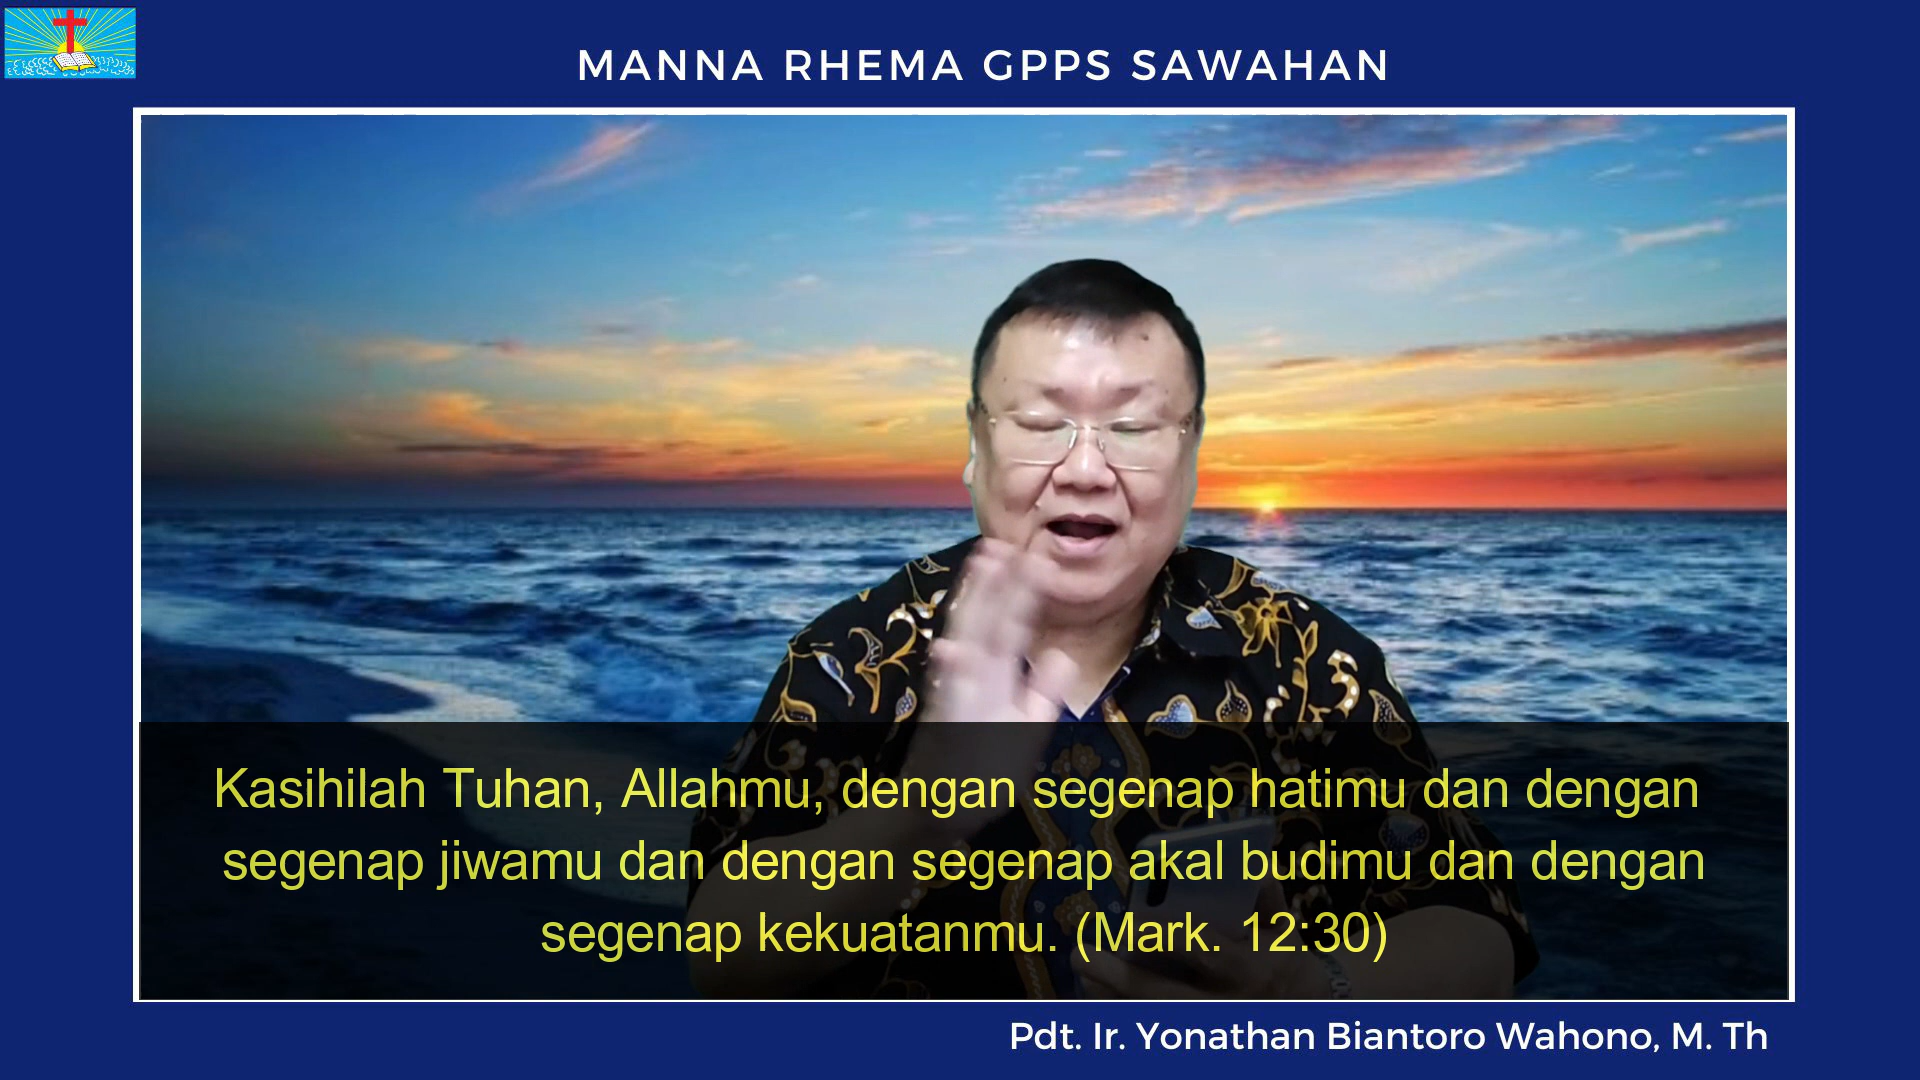 MANNA RHEMA GPPS SAWAHAN
Kasihilah Tuhan, Allahmu, dengan segenap hatimu dan dengan
segenap jiwamu dan dengan segenap akal budimu dan dengan
segenap kekuatanmu. (Mark. 12:30)
Pdt. Ir. Yonathan Biantoro Wahono, M. Th